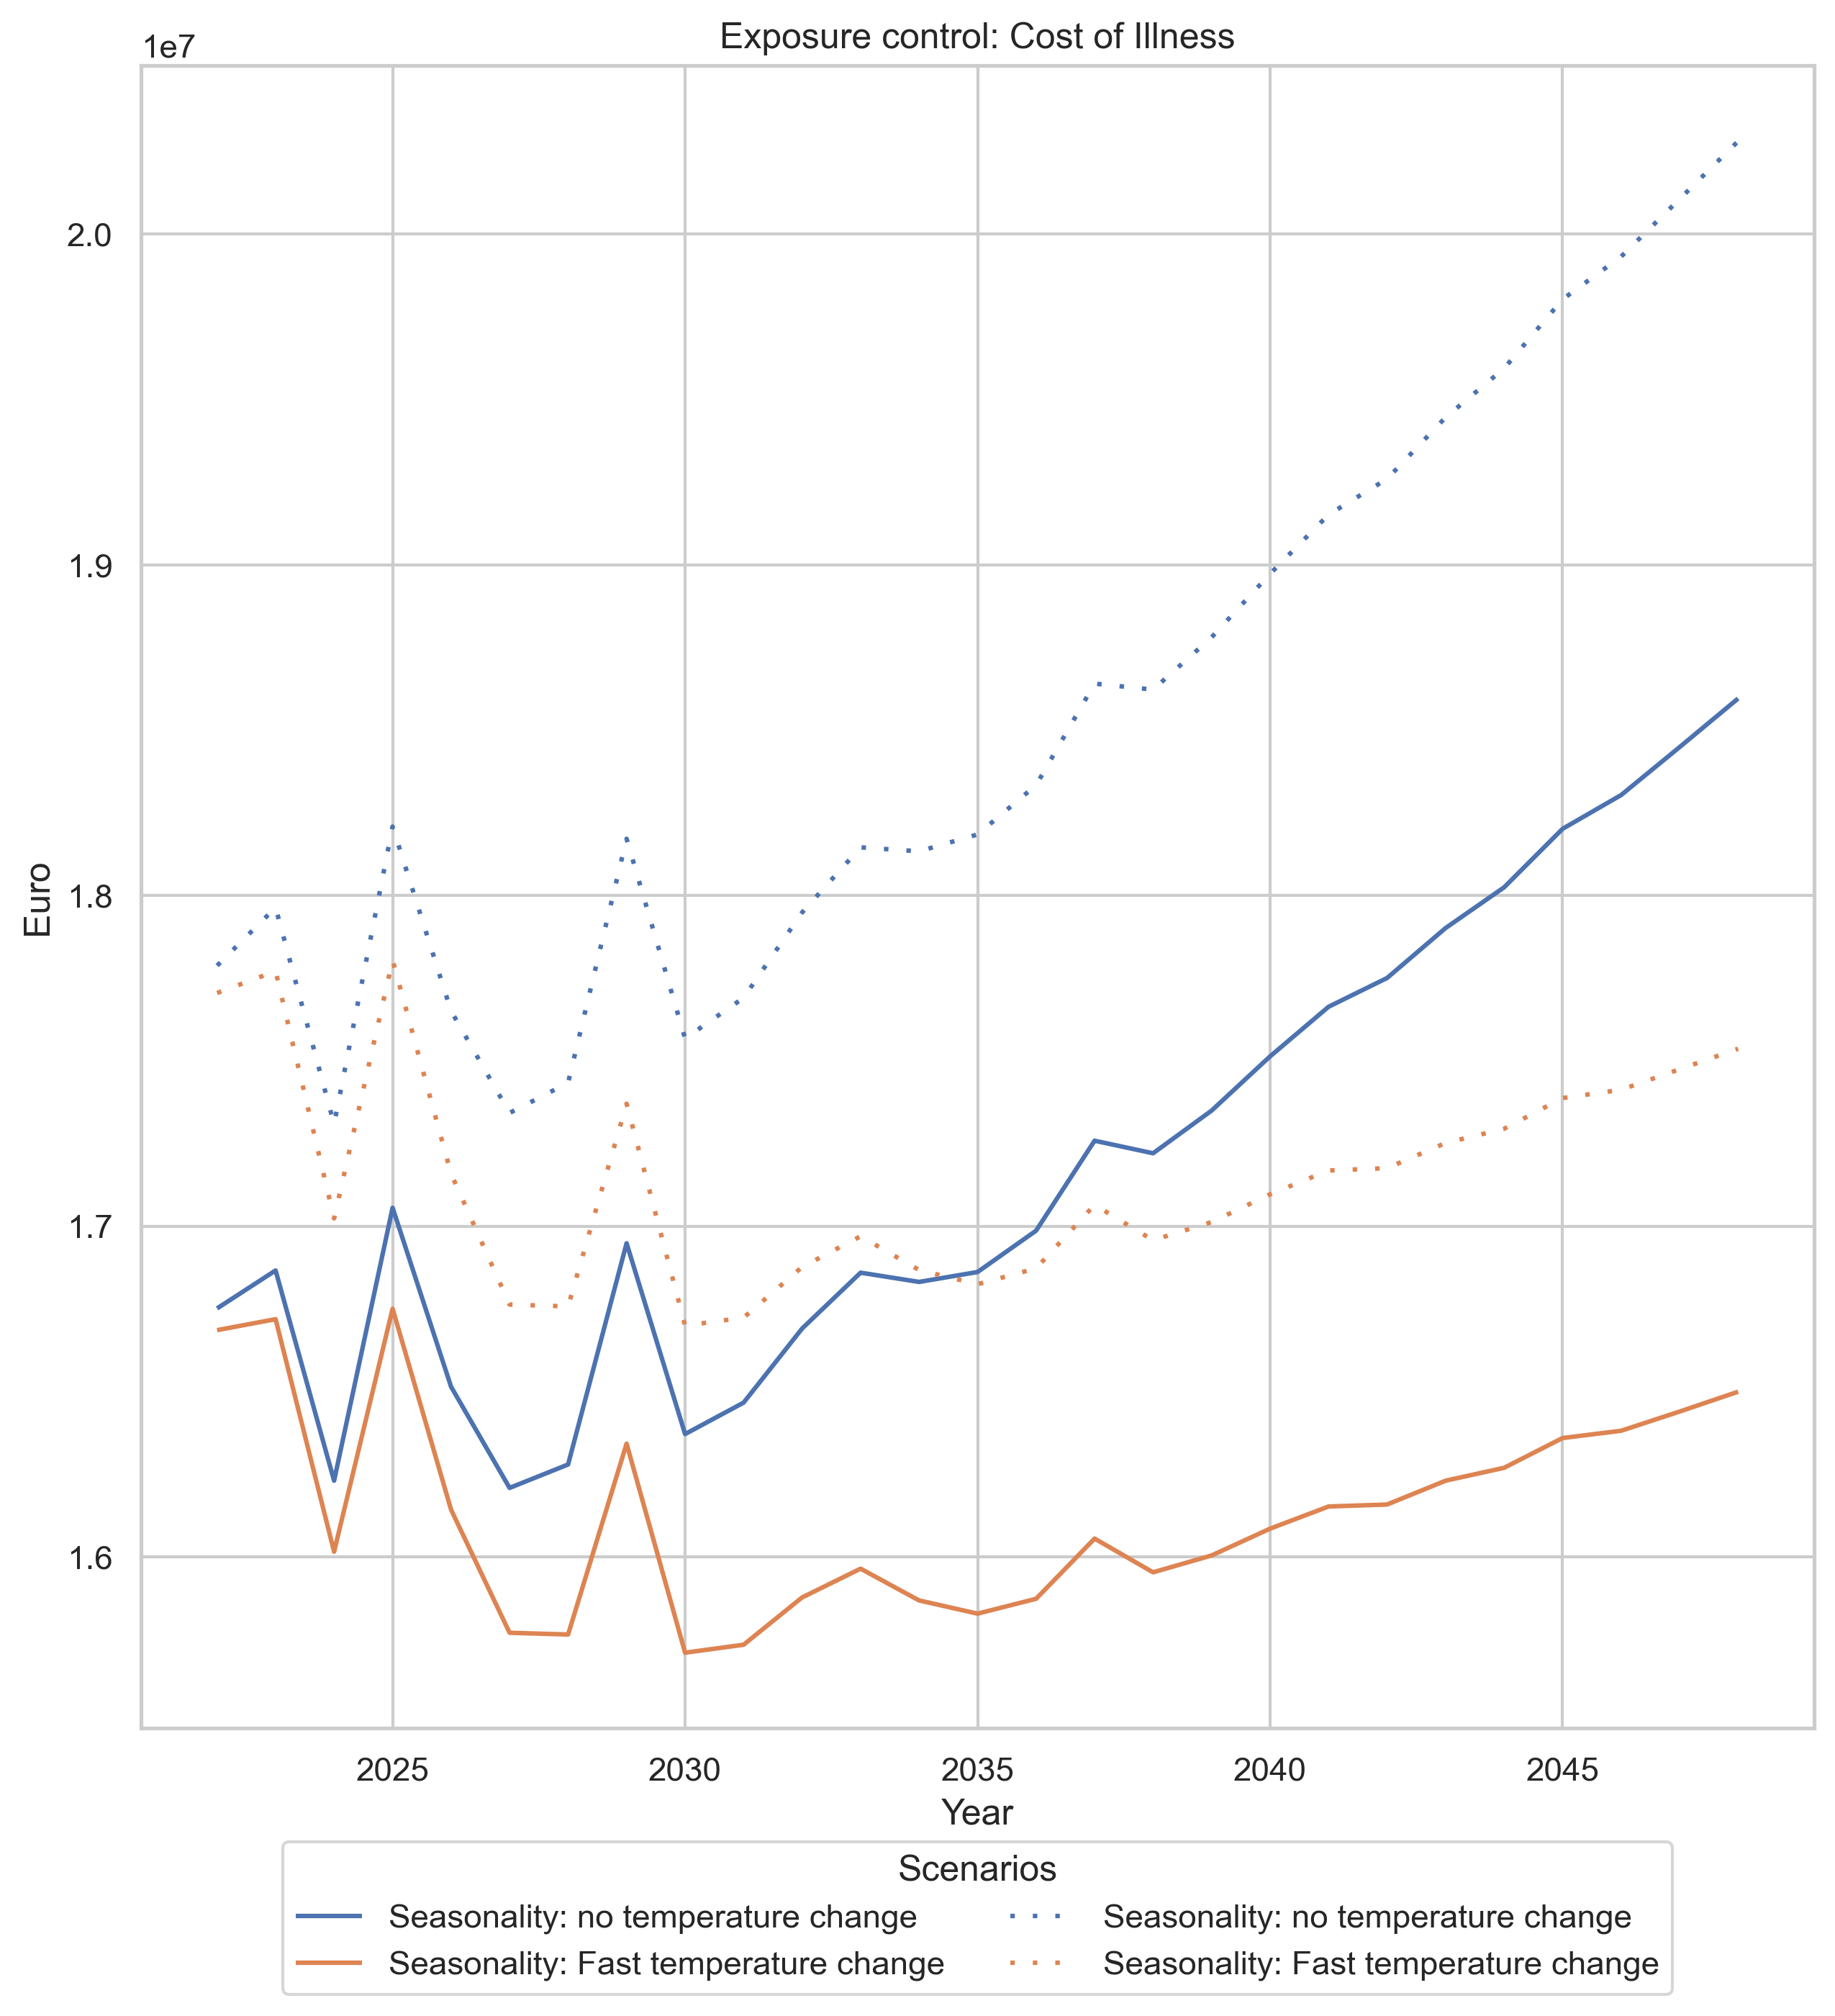 Exposure control: Cost of Illness
1e7
2.0
1.9
1.8
1.7
1.6
Euro
2025 2030 2035 2040 2045
Year
Scenarios
Seasonality: no temperature change Seasonality: no temperature change
Seasonality: Fast temperature change Seasonality: Fast temperature change